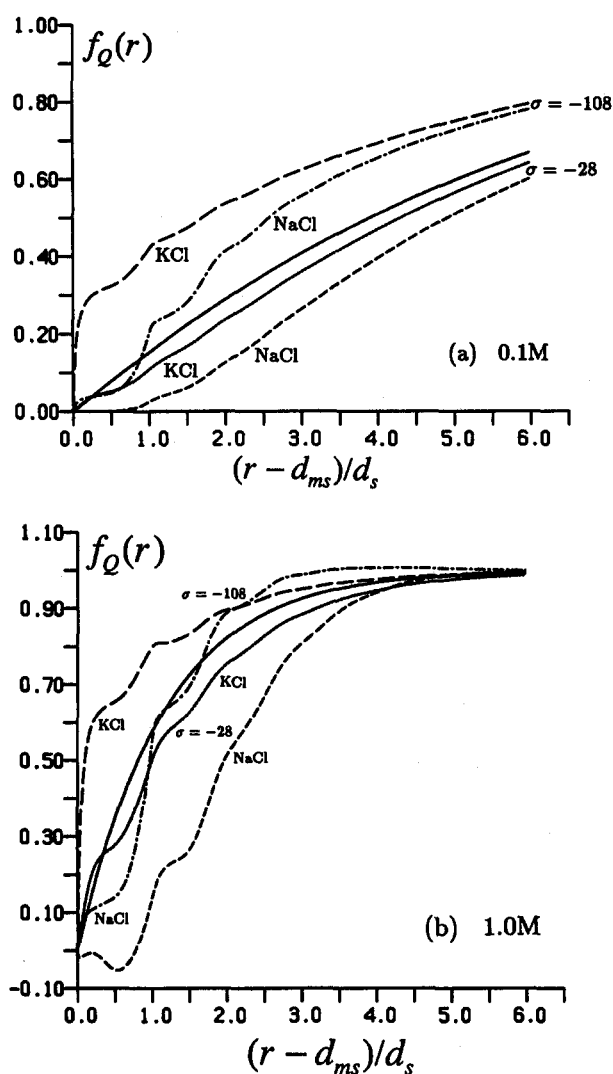 1.00
f_Q(r)
0.80
σ = −108
0.60
σ = −28
NaCl
KCl
0.40
0.20
KCl
NaCl
(a) 0.1M
0.00
0.0 1.0 2.0 3.0 4.0 5.0 6.0
(r − d_ms)/d_s
1.10
f_Q(r)
0.90
σ = −108
0.70
KCl
KCl
σ = −28
NaCl
0.50
0.30
0.10
NaCl
(b) 1.0M
-0.10
0.0 1.0 2.0 3.0 4.0 5.0 6.0
(r − d_ms)/d_s